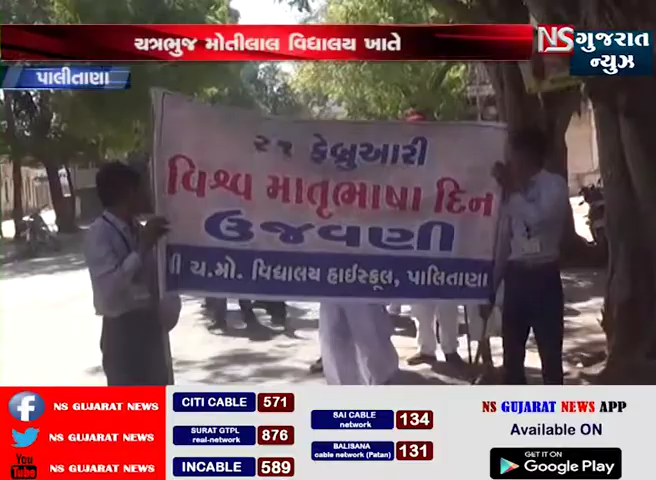 ચત્રભુજ મોતીલાલ વિદ્યાલય ખાતે
NS ગુજરાત
ન્યુઝ
પાલીતાણા
૨૧ ફેબ્રુઆરી
વિશ્વ માતૃભાષા દિન
ઉજવણી
ચ.મો. વિદ્યાલય હાઈસ્કૂલ, પાલિતાણા
NS GUJARAT NEWS
NS GUJARAT NEWS
You Tube NS GUJARAT NEWS
CITI CABLE 571
SURAT GTPL real-network 876
INCABLE 589
SAI CABLE network 134
BALISANA cable network (Patan) 131
NS GUJARAT NEWS APP
Available ON
GET IT ON
Google Play